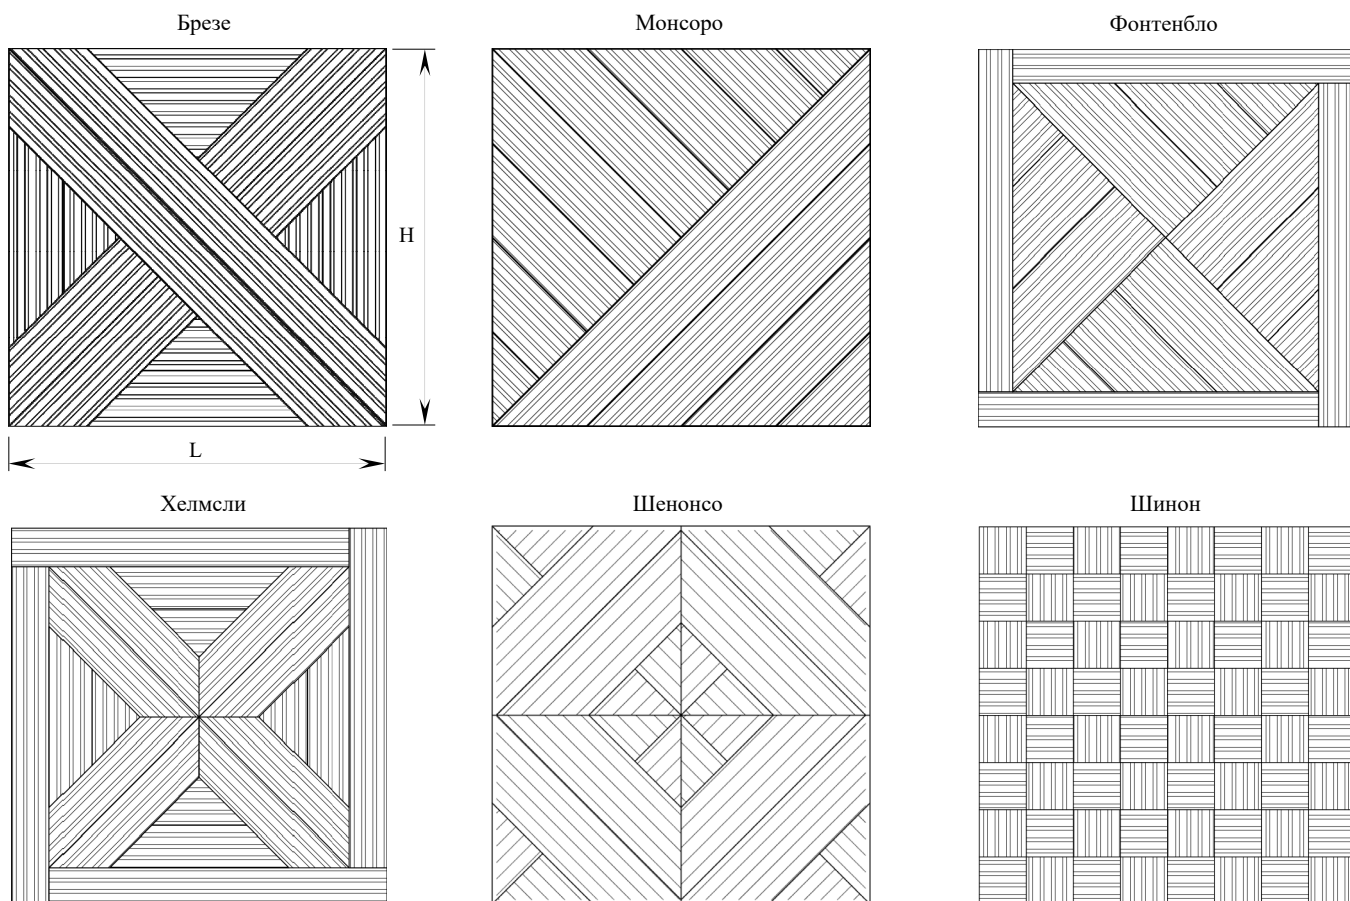 Брезе
Монсоро
Фонтенбло
H
L
Хелмсли
Шенонсо
Шинон